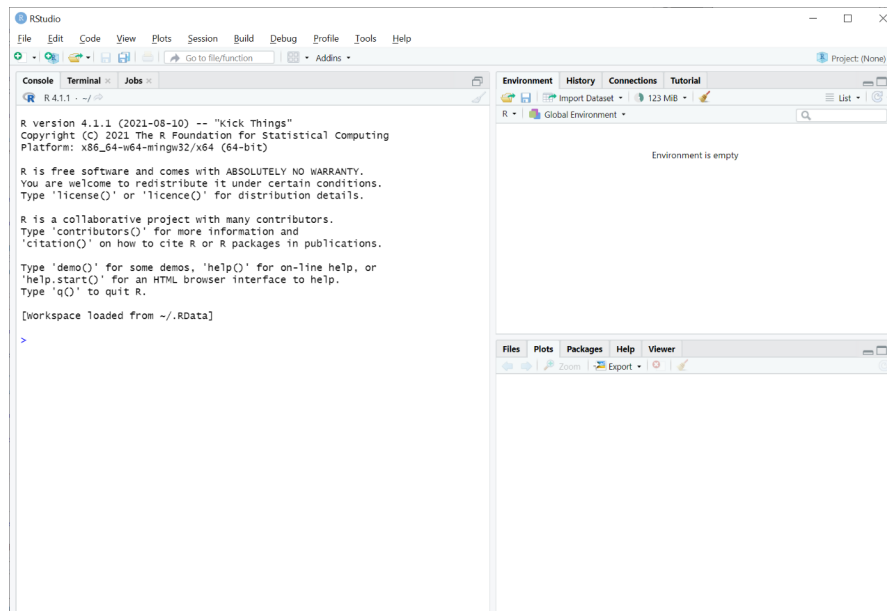 RStudio
File Edit Code View Plots Session Build Debug Profile Tools Help
Go to file/function Addins Project: (None)
Console Terminal Jobs
R 4.1.1 · ~/
R version 4.1.1 (2021-08-10) -- "Kick Things"
Copyright (C) 2021 The R Foundation for Statistical Computing
Platform: x86_64-w64-mingw32/x64 (64-bit)
R is free software and comes with ABSOLUTELY NO WARRANTY.
You are welcome to redistribute it under certain conditions.
Type 'license()' or 'licence()' for distribution details.
R is a collaborative project with many contributors.
Type 'contributors()' for more information and
'citation()' on how to cite R or R packages in publications.
Type 'demo()' for some demos, 'help()' for on-line help, or
'help.start()' for an HTML browser interface to help.
Type 'q()' to quit R.
[Workspace loaded from ~/.RData]
>
Environment History Connections Tutorial
Import Dataset 123 MiB List
R Global Environment
Environment is empty
Files Plots Packages Help Viewer
Zoom Export